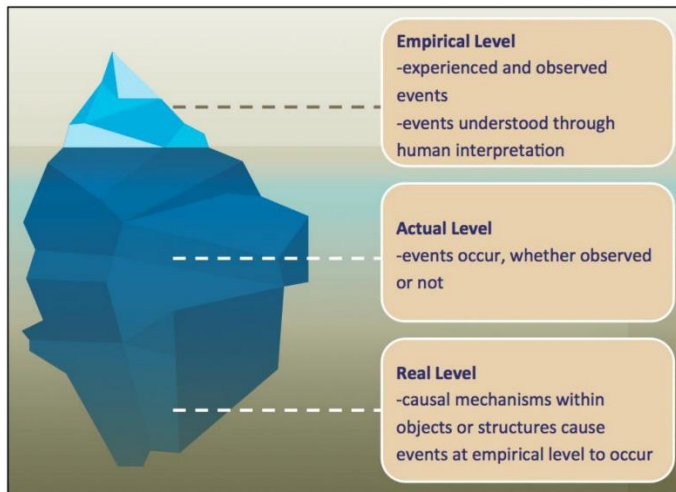 Empirical Level
-experienced and observed
events
-events understood through
human interpretation
Actual Level
-events occur, whether observed
or not
Real Level
-causal mechanisms within
objects or structures cause
events at empirical level to occur